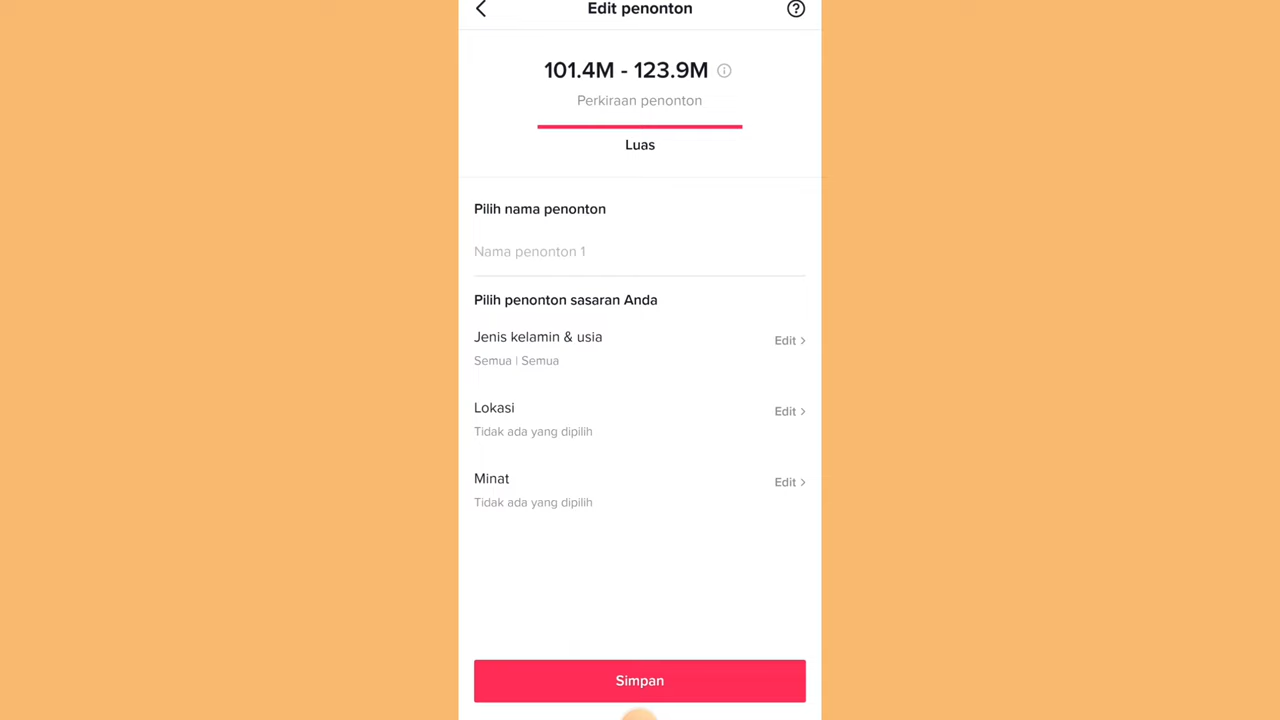 Edit penonton
101.4M - 123.9M
Perkiraan penonton
Luas
Pilih nama penonton
Nama penonton 1
Pilih penonton sasaran Anda
Jenis kelamin & usia
Edit >
Semua | Semua
Lokasi
Edit >
Tidak ada yang dipilih
Minat
Edit >
Tidak ada yang dipilih
Simpan